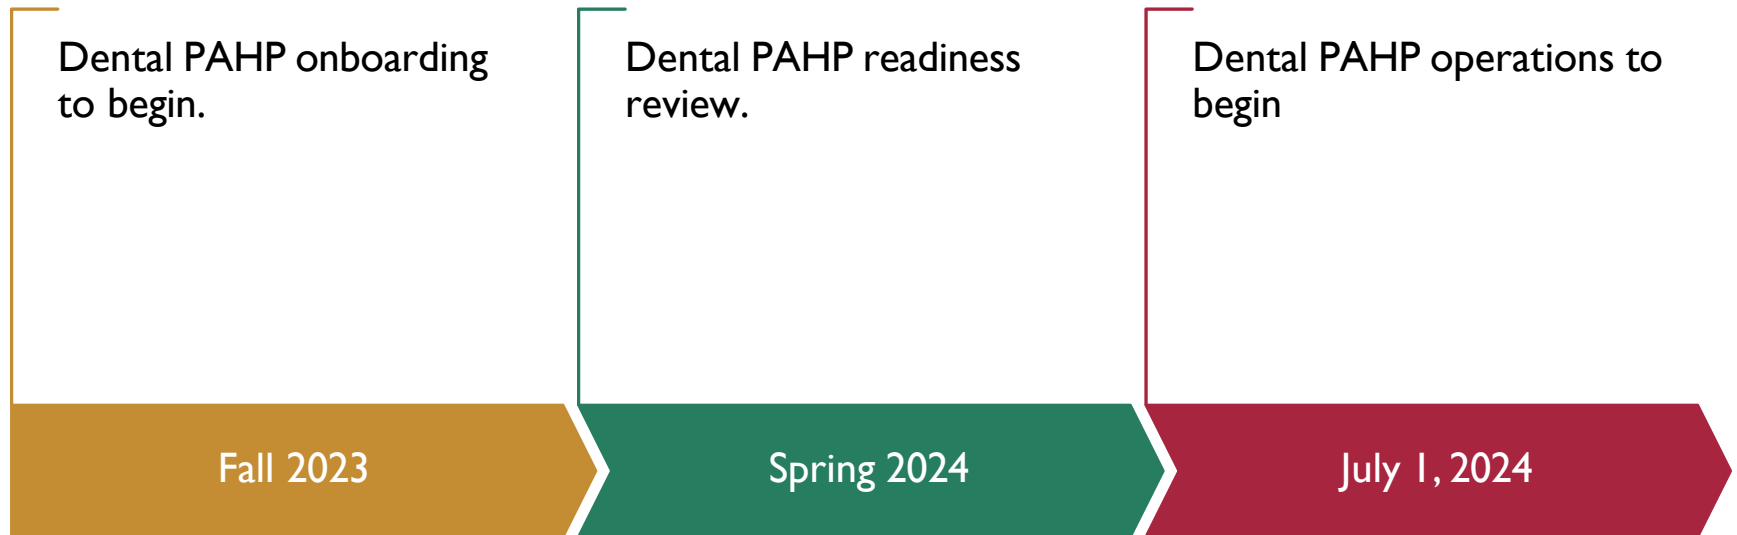 Dental PAHP onboarding
to begin.
Fall 2023
Dental PAHP readiness
review.
Spring 2024
Dental PAHP operations to
begin
July 1, 2024